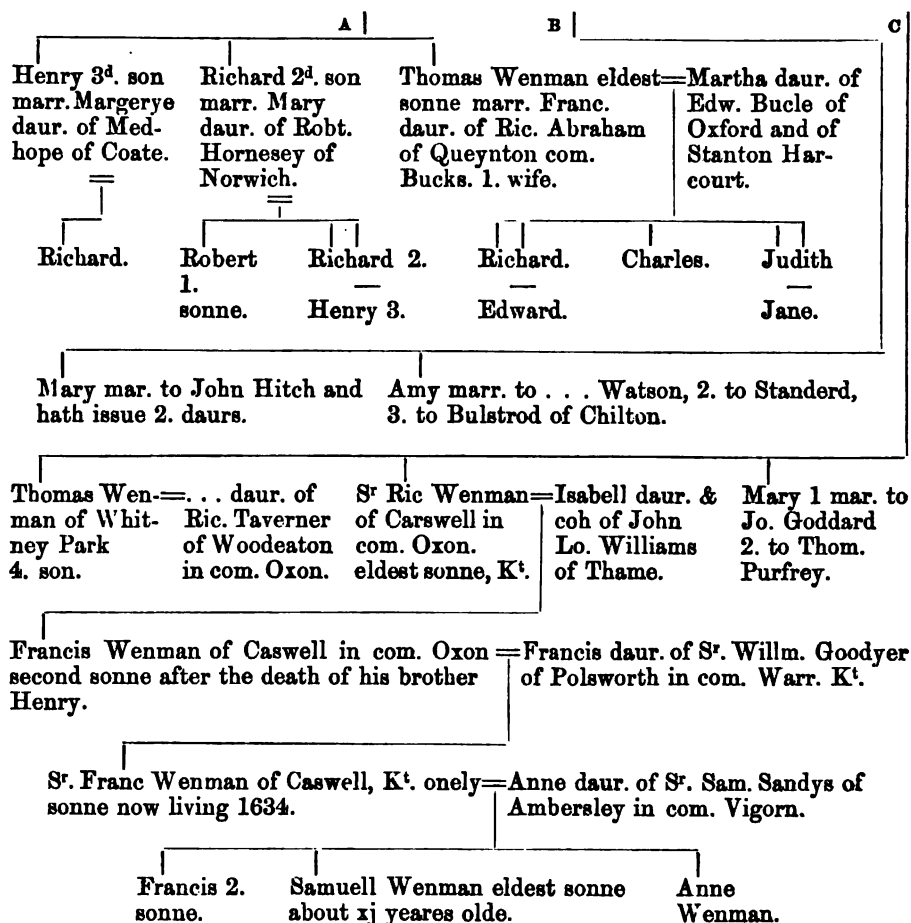 A B C
Henry 3d. son
marr. Margerye
daur. of Med-
hope of Coate.
Richard 2d. son
marr. Mary
daur. of Robt.
Hornesey of
Norwich.
Thomas Wenman eldest=
sonne marr. Franc.
daur. of Ric. Abraham
of Queynton com.
Bucks. 1. wife.
Martha daur. of
Edw. Bucle of
Oxford and of
Stanton Har-
court.
Richard.
Robert
1.
sonne.
Richard 2.
—
Henry 3.
Richard.
—
Edward.
Charles.
Judith
—
Jane.
Mary mar. to John Hitch and
hath issue 2. daurs.
Amy marr. to . . . Watson, 2. to Standerd,
3. to Bulstrod of Chilton.
Thomas Wen-=
man of Whit-
ney Park
4. son.
. . . daur. of
Ric. Taverner
of Woodeaton
in com. Oxon.
Sr Ric Wenman=
of Carswell in
com. Oxon.
eldest sonne, Kt.
Isabell daur. &
coh of John
Lo. Williams
of Thame.
Mary 1 mar. to
Jo. Goddard
2. to Thom.
Purfrey.
Francis Wenman of Caswell in com. Oxon =
second sonne after the death of his brother
Henry.
Francis daur. of Sr. Willm. Goodyer
of Polsworth in com. Warr. Kt.
Sr. Franc Wenman of Caswell, Kt. onely=
sonne now living 1634.
Anne daur. of Sr. Sam. Sandys of
Ambersley in com. Vigorn.
Francis 2.
sonne.
Samuell Wenman eldest sonne
about xj yeares olde.
Anne
Wenman.